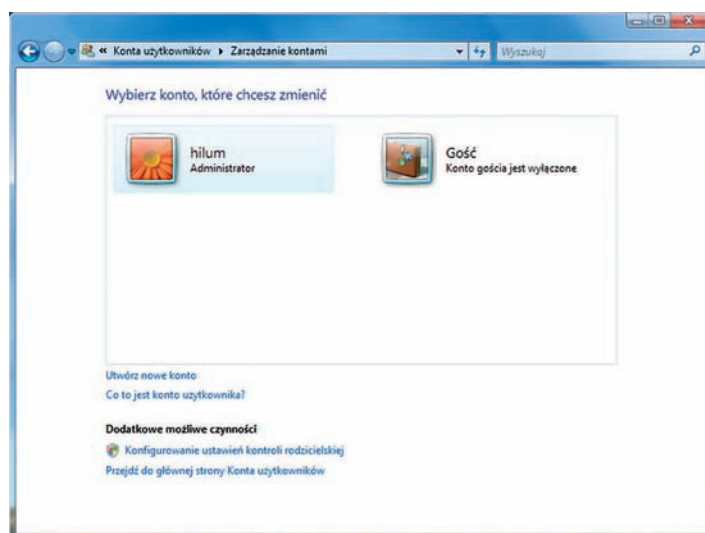 « Konta użytkowników ▸ Zarządzanie kontami
Wyszukaj
Wybierz konto, które chcesz zmienić
hilum
Administrator
Gość
Konto gościa jest wyłączone
Utwórz nowe konto
Co to jest konto użytkownika?
Dodatkowe możliwe czynności
Konfigurowanie ustawień kontroli rodzicielskiej
Przejdź do głównej strony Konta użytkowników